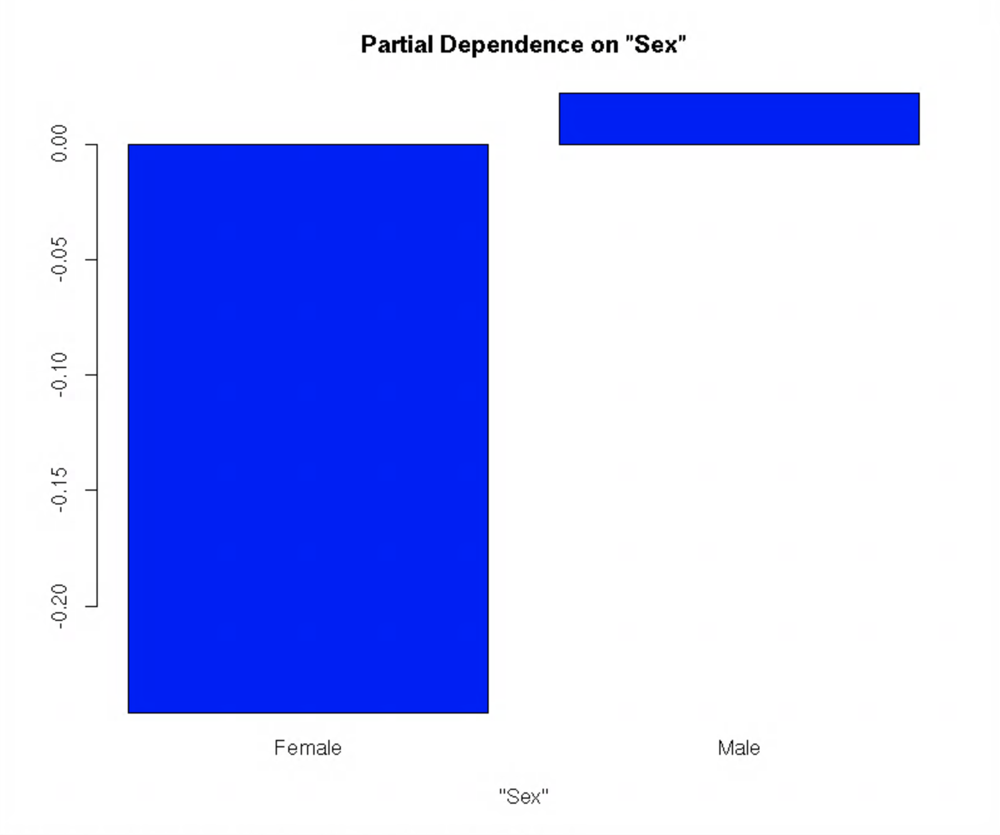 Partial Dependence on "Sex"
0.00
-0.05
-0.10
-0.15
-0.20
Female Male
"Sex"